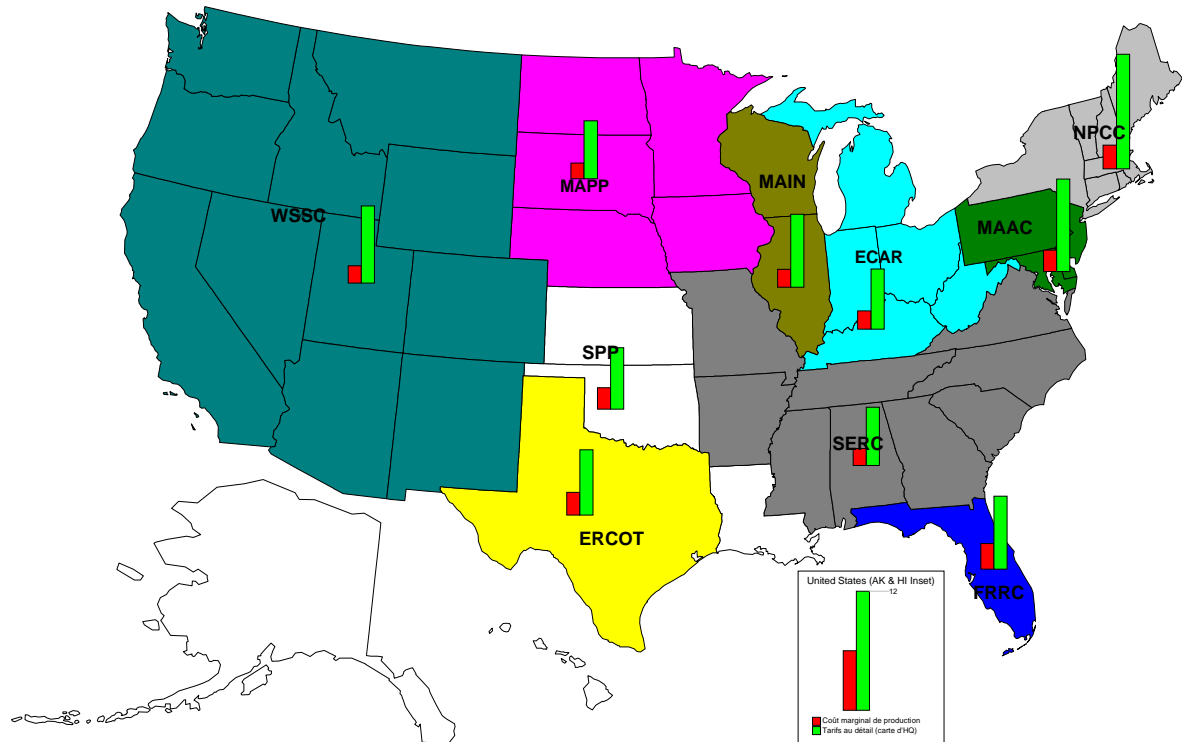 NPCC
MAPP
MAIN
WSSC
MAAC
ECAR
SPP
SERC
ERCOT
FRRC
United States (AK & HI Inset)
12
Coût marginal de production
Tarifs au détail (carte d'HQ)